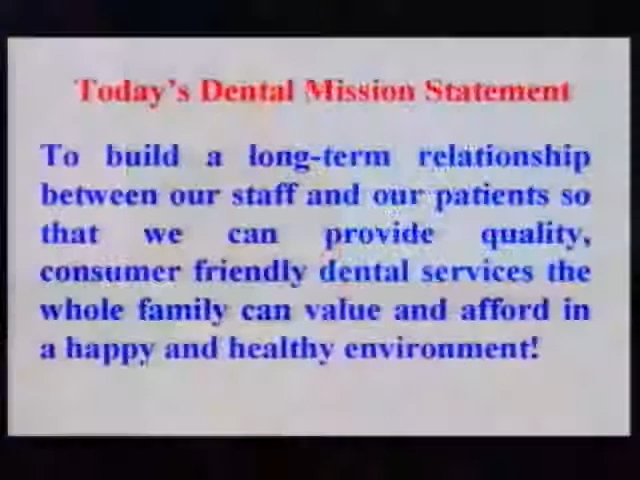 Today's Dental Mission Statement
To build a long-term relationship
between our staff and our patients so
that we can provide quality,
consumer friendly dental services the
whole family can value and afford in
a happy and healthy environment!